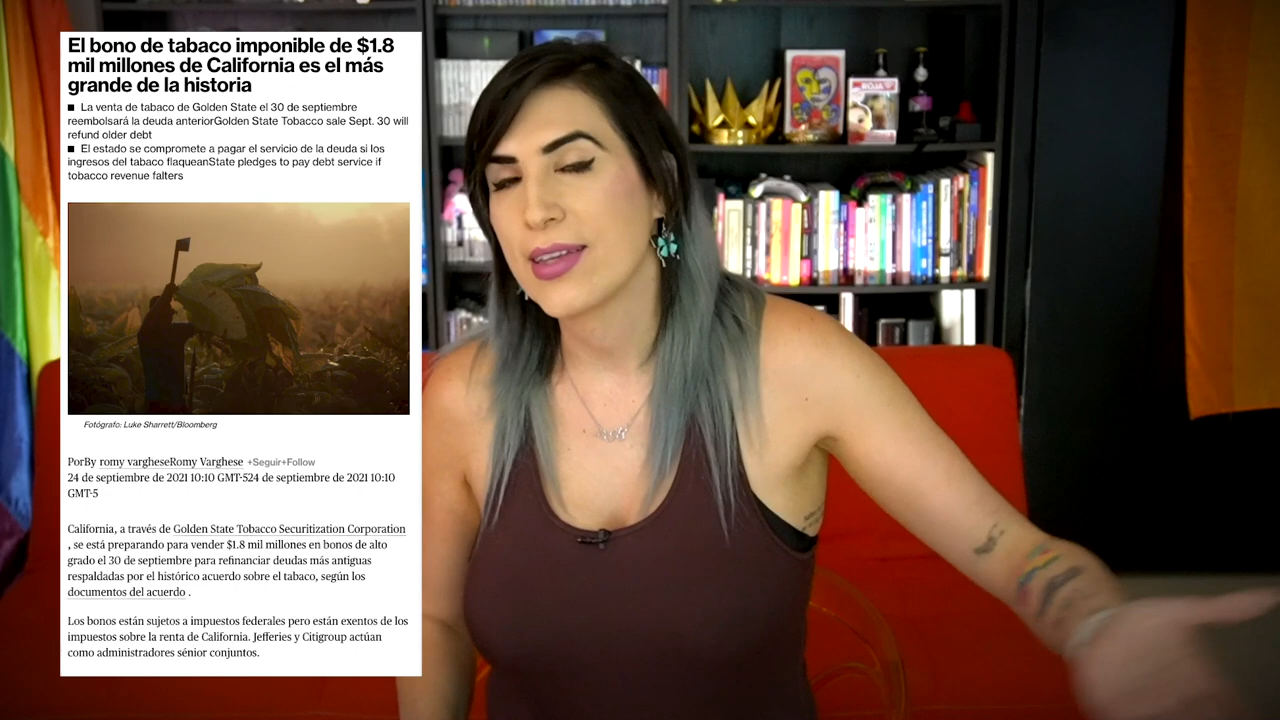 El bono de tabaco imponible de $1.8
mil millones de California es el más
grande de la historia
■ La venta de tabaco de Golden State el 30 de septiembre
reembolsará la deuda anteriorGolden State Tobacco sale Sept. 30 will
refund older debt
■ El estado se compromete a pagar el servicio de la deuda si los
ingresos del tabaco flaqueanState pledges to pay debt service if
tobacco revenue falters
Fotógrafo: Luke Sharrett/Bloomberg
PorBy romy vargheseRomy Varghese +Seguir+Follow
24 de septiembre de 2021 10:10 GMT-524 de septiembre de 2021 10:10
GMT-5
California, a través de Golden State Tobacco Securitization Corporation
, se está preparando para vender $1.8 mil millones en bonos de alto
grado el 30 de septiembre para refinanciar deudas más antiguas
respaldadas por el histórico acuerdo sobre el tabaco, según los
documentos del acuerdo .
Los bonos están sujetos a impuestos federales pero están exentos de los
impuestos sobre la renta de California. Jefferies y Citigroup actúan
como administradores sénior conjuntos.
ROJA